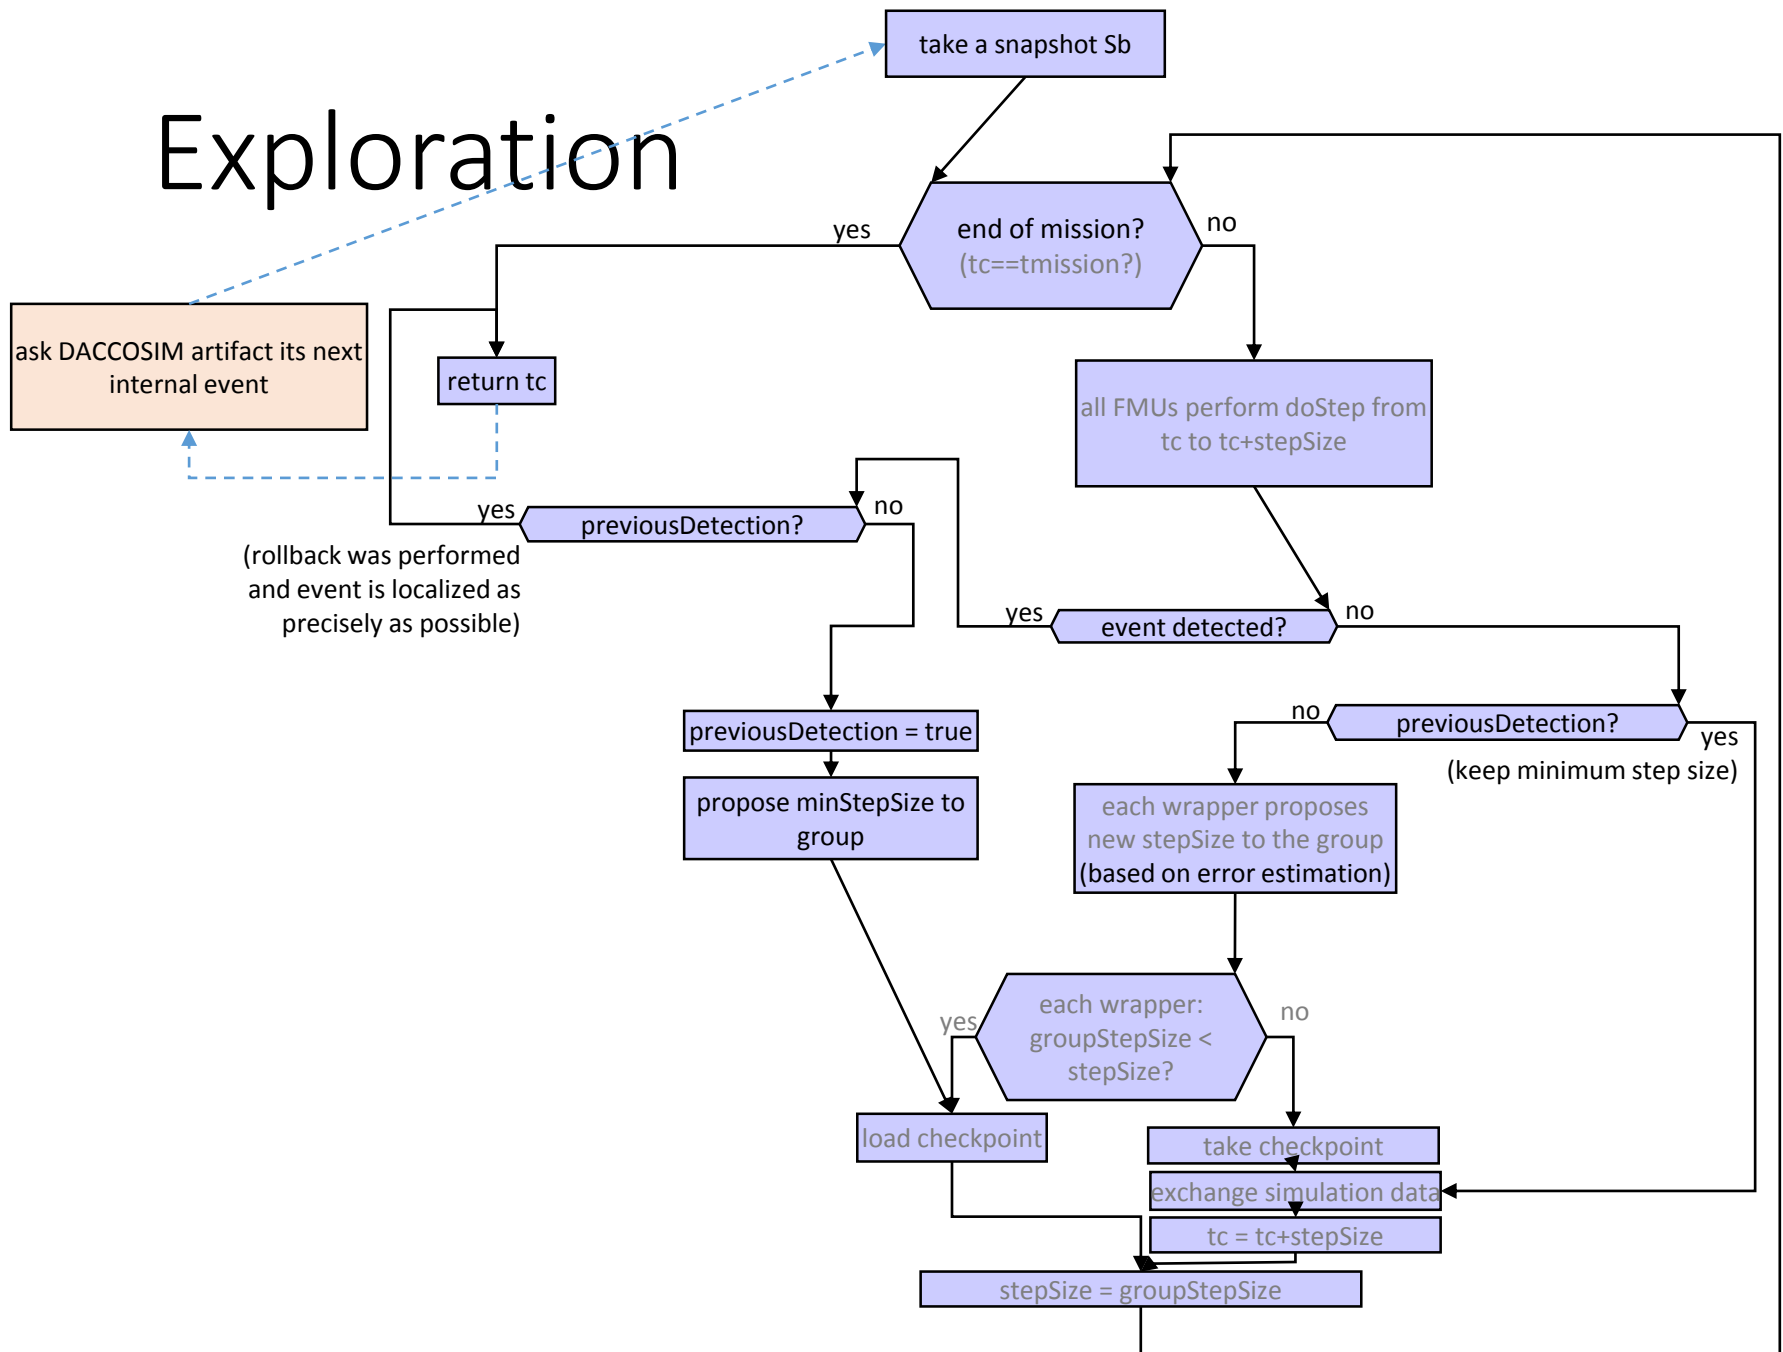 take a snapshot Sb
Exploration
end of mission?
(tc==tmission?)
yes
no
ask DACCOSIM artifact its next
internal event
return tc
all FMUs perform doStep from
tc to tc+stepSize
yes
previousDetection?
no
(rollback was performed
and event is localized as
precisely as possible)
yes
event detected?
no
previousDetection = true
no
previousDetection?
yes
(keep minimum step size)
propose minStepSize to
group
each wrapper proposes
new stepSize to the group
(based on error estimation)
each wrapper:
groupStepSize <
stepSize?
yes
no
load checkpoint
take checkpoint
exchange simulation data
tc = tc+stepSize
stepSize = groupStepSize